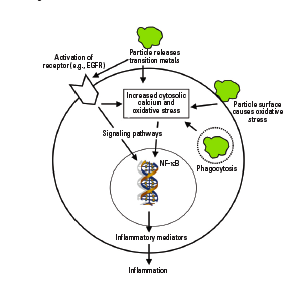 Particle releases
transition metals
Activation of
receptor (e.g., EGFR)
Increased cytosolic
calcium and
oxidative stress
Particle surface
causes oxidative
stress
Signaling pathways
NF-κB
Phagocytosis
Inflammatory mediators
Inflammation